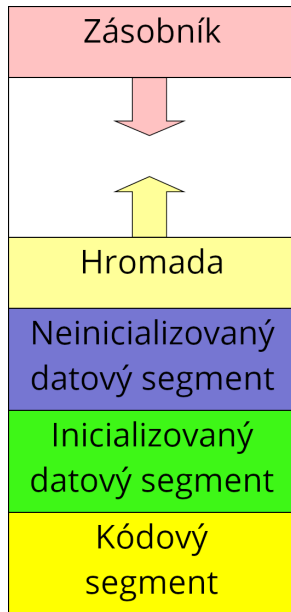 Zásobník
Hromada
Neinicializovaný
datový segment
Inicializovaný
datový segment
Kódový
segment